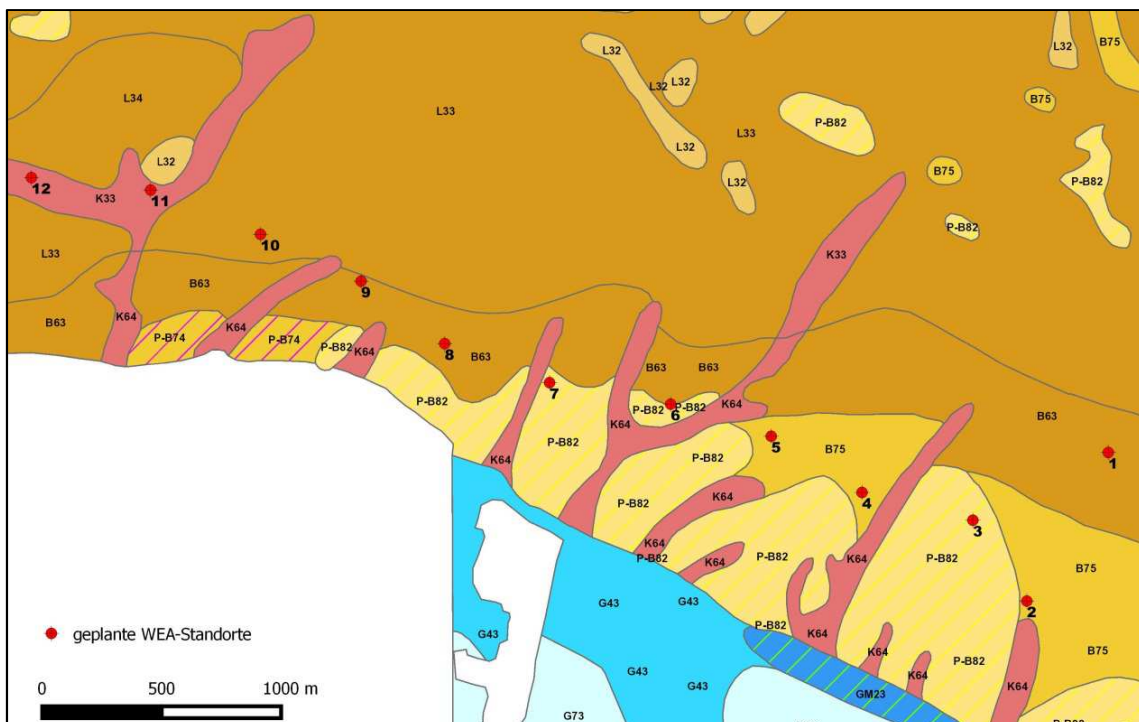 L32
L32
B75
L32
L34
L32
B75
L33
L33
P-B82
L32
L32
B75
L32
P-B82
12
K33
11
P-B82
10
L33
K33
B63
9
B63
K64
K64
P-B74
P-B74
P-B82
K64
8
B63
B63
B63
7
P-B82
6
P-B82
K64
P-B82
K64
B63
P-B82
5
B75
1
K64
P-B82
K64
4
P-B82
3
K64
P-B82
K64
P-B82
K64
P-B82
B75
G43
G43
2
geplante WEA-Standorte
G43
P-B82
K64
K64
B75
G43
P-B82
K64
K64
0 500 1000 m
G43
GM23
G73